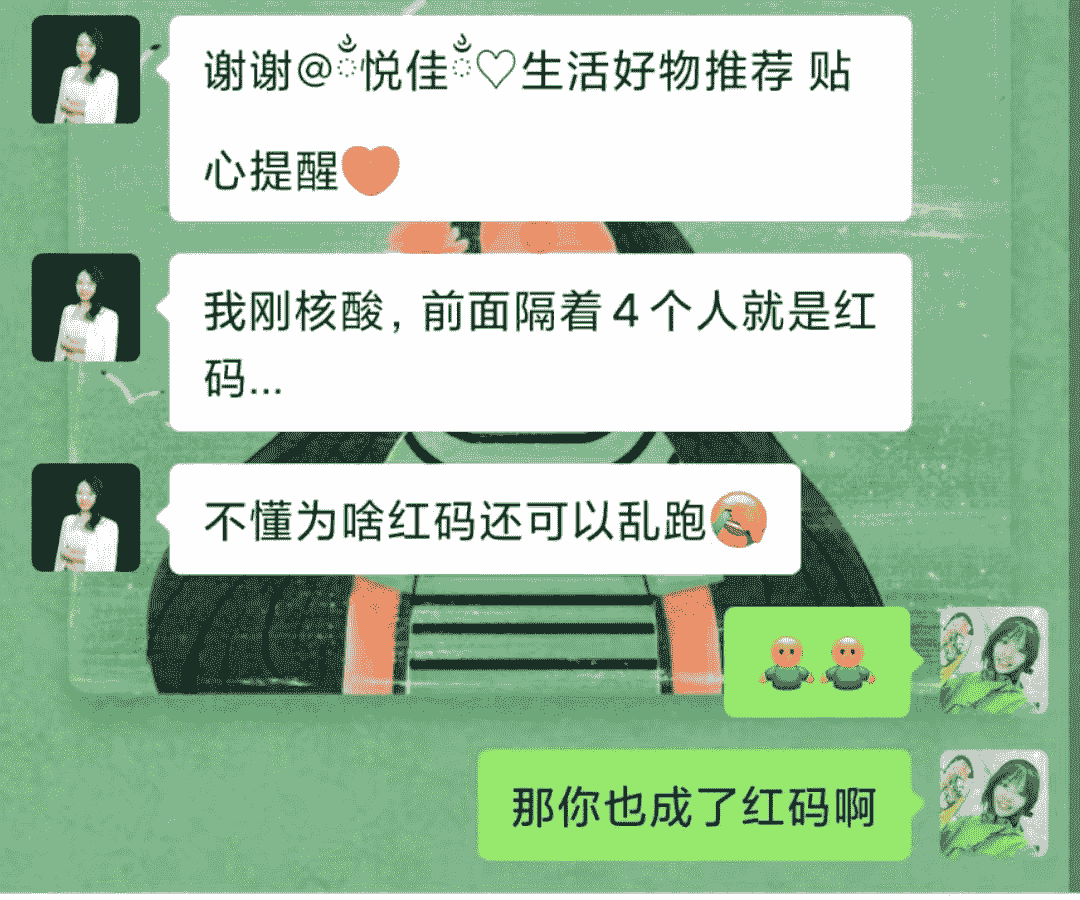 谢谢@ཻ悦佳ཻ♡生活好物推荐 贴
心提醒🧡
我刚核酸，前面隔着4个人就是红
码...
不懂为啥红码还可以乱跑
那你也成了红码啊